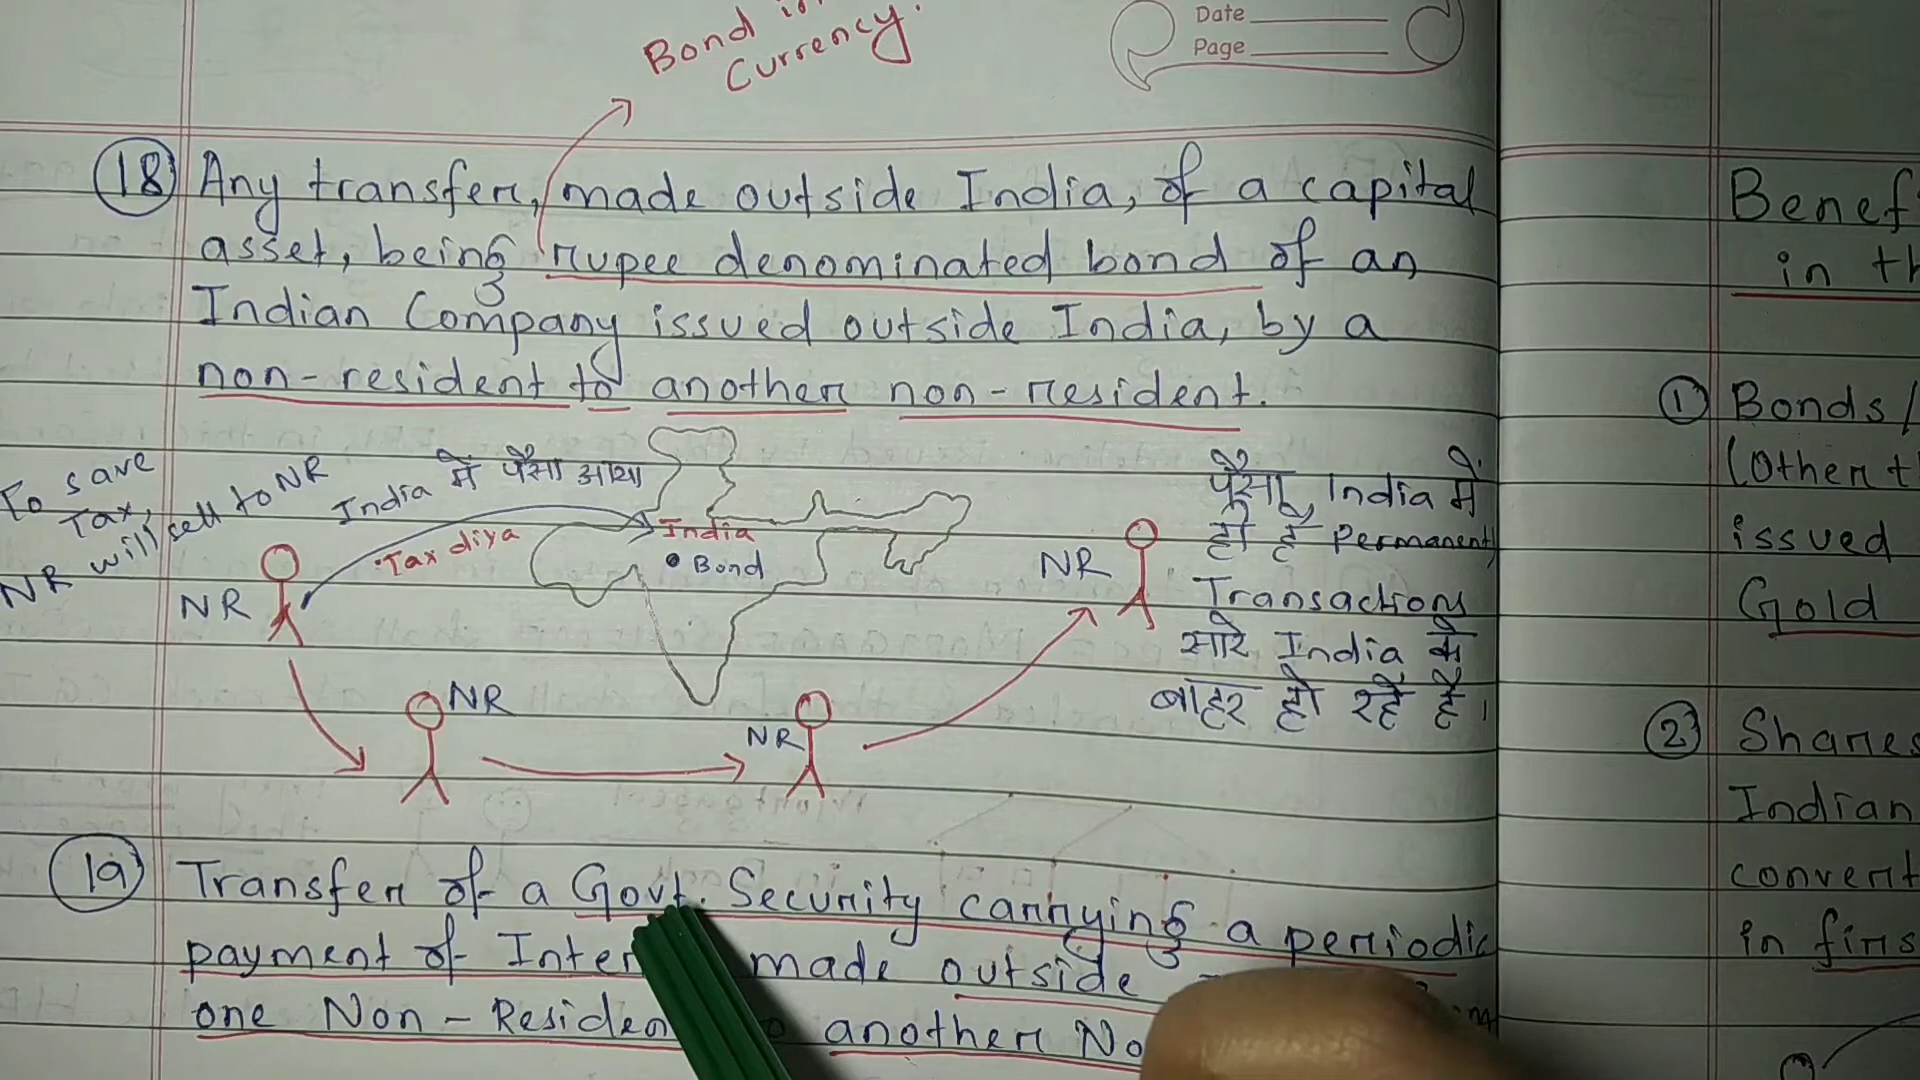 Bond in
Currency.
Date
Page
18 Any transfer, made outside India, of a capital
asset, being rupee denominated bond of an
Indian Company issued outside India, by a
non-resident to another non-resident.
To save
Tax,
NR will sell to NR
India में पैसा आया
Tax diya
India
Bond
NR
NR
NR
NR
पैसा India में
ही है Permanent
Transactions
सारे India से
बाहर हो रहे है।
19 Transfer of a Govt. Security carrying a periodic
payment of Inter made outside
one Non-Residen another No
Benef
in th
1 Bonds/
(Other t
issued
Gold
2 Shares
Indian
convert
in firs